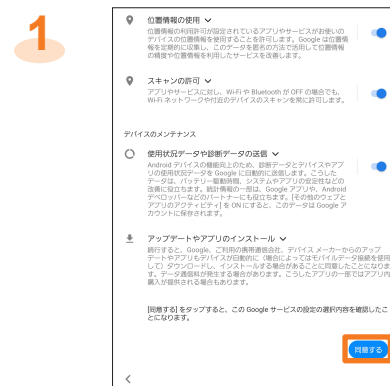 1
位置情報の使用
位置情報の利用許可が設定されているアプリやサービスがお使いの
デバイスの位置情報を使用することを許可します。Google は位置情
報を定期的に収集し、このデータを匿名の方法で活用して位置情報
の精度や位置情報を利用したサービスを改善します。
スキャンの許可
アプリやサービスに対し、Wi-Fi や Bluetooth が OFF の場合でも、
Wi-Fi ネットワークや付近のデバイスのスキャンを常に許可します。
デバイスのメンテナンス
使用状況データや診断データの送信
Android デバイスの機能向上のため、診断データとデバイスやアプ
リの使用状況データを Google に自動的に送信します。こうした
データは、バッテリー駆動時間、システムやアプリの安定性などの
改善に役立ちます。統計情報の一部は、Google アプリや、Android
デベロッパーなどのパートナーにも役立ちます。[その他のウェブと
アプリのアクティビティ] を ON にすると、このデータは Google ア
カウントに保存されます。
アップデートやアプリのインストール
続行すると、Google、ご利用の携帯通信会社、デバイス メーカーからのアップ
デートやアプリもデバイスが自動的に（場合によってはモバイルデータ接続を使用
して）ダウンロードし、インストールする場合があることに同意したことになりま
す。データ通信料が発生する場合があります。こうしたアプリの一部ではアプリ内
購入が提供される場合もあります。
[同意する] をタップすると、この Google サービスの設定の選択内容を確認したこ
とになります。
同意する